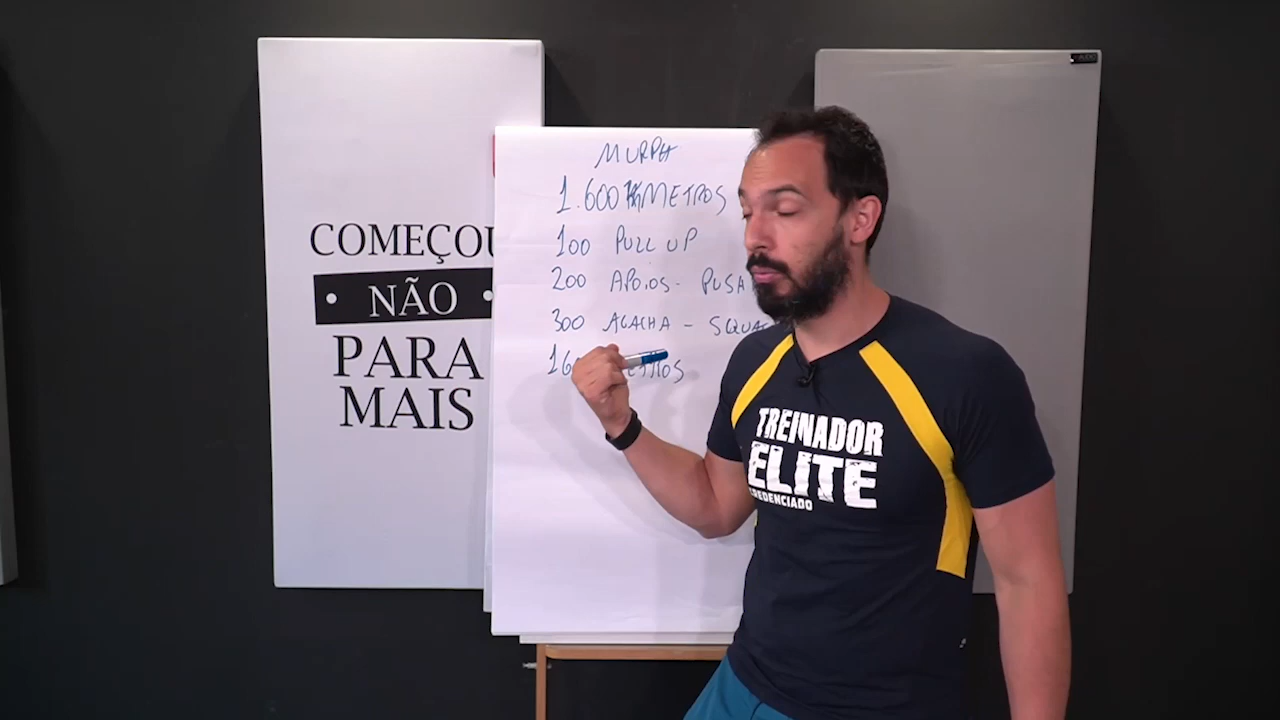 COMEÇOU
NÃO
PARA
MAIS
MURPH
1.600 METROS
100 PULL UP
200 APOIOS - PUSH
300 AGACHA - SQUA
TREINADOR
ELITE
CREDENCIADO